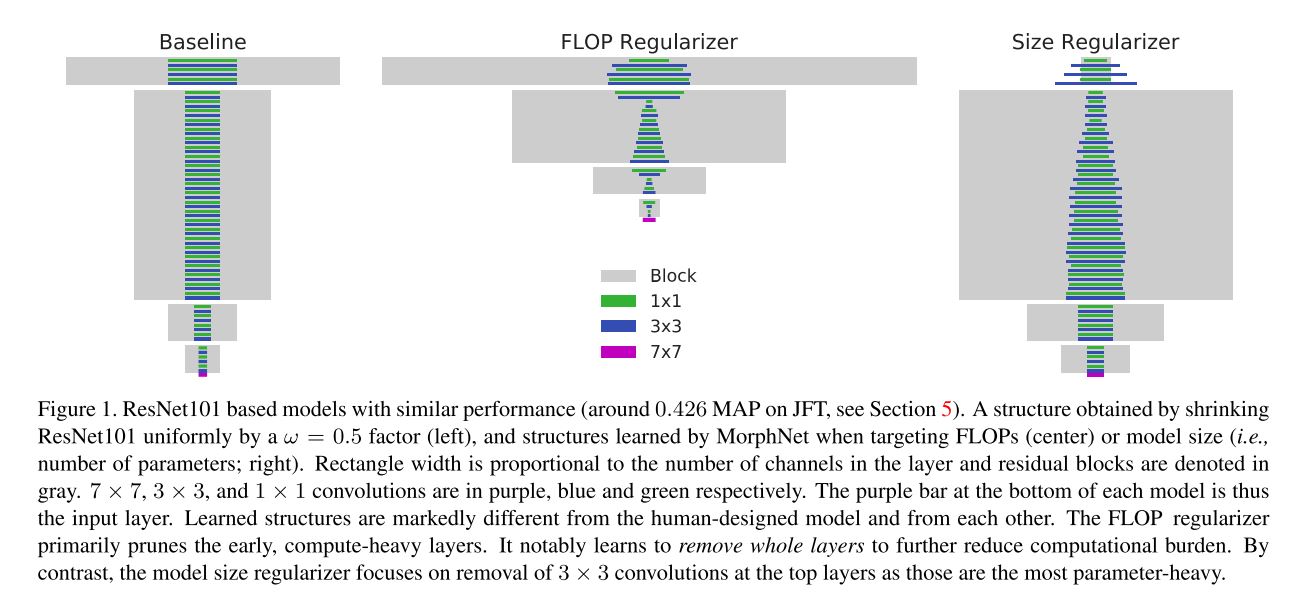 Baseline
FLOP Regularizer
Size Regularizer
Block
1x1
3x3
7x7
Figure 1. ResNet101 based models with similar performance (around 0.426 MAP on JFT, see Section 5). A structure obtained by shrinking
ResNet101 uniformly by a ω = 0.5 factor (left), and structures learned by MorphNet when targeting FLOPs (center) or model size (i.e.,
number of parameters; right). Rectangle width is proportional to the number of channels in the layer and residual blocks are denoted in
gray. 7 × 7, 3 × 3, and 1 × 1 convolutions are in purple, blue and green respectively. The purple bar at the bottom of each model is thus
the input layer. Learned structures are markedly different from the human-designed model and from each other. The FLOP regularizer
primarily prunes the early, compute-heavy layers. It notably learns to remove whole layers to further reduce computational burden. By
contrast, the model size regularizer focuses on removal of 3 × 3 convolutions at the top layers as those are the most parameter-heavy.